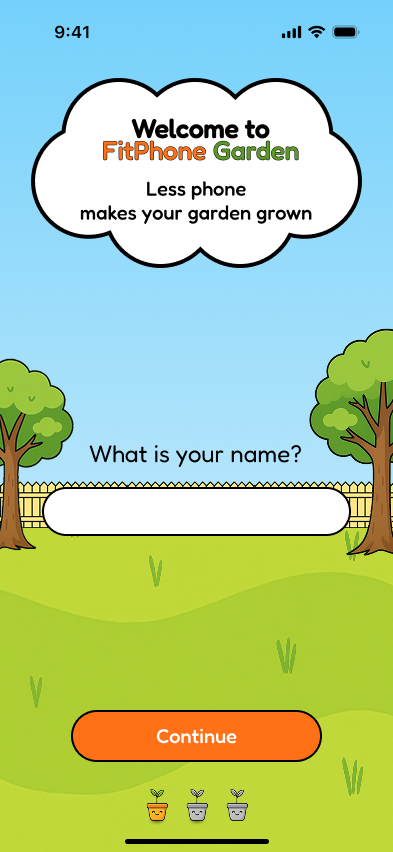 9:41
Welcome to
FitPhone Garden
Less phone
makes your garden grown
What is your name?
Continue